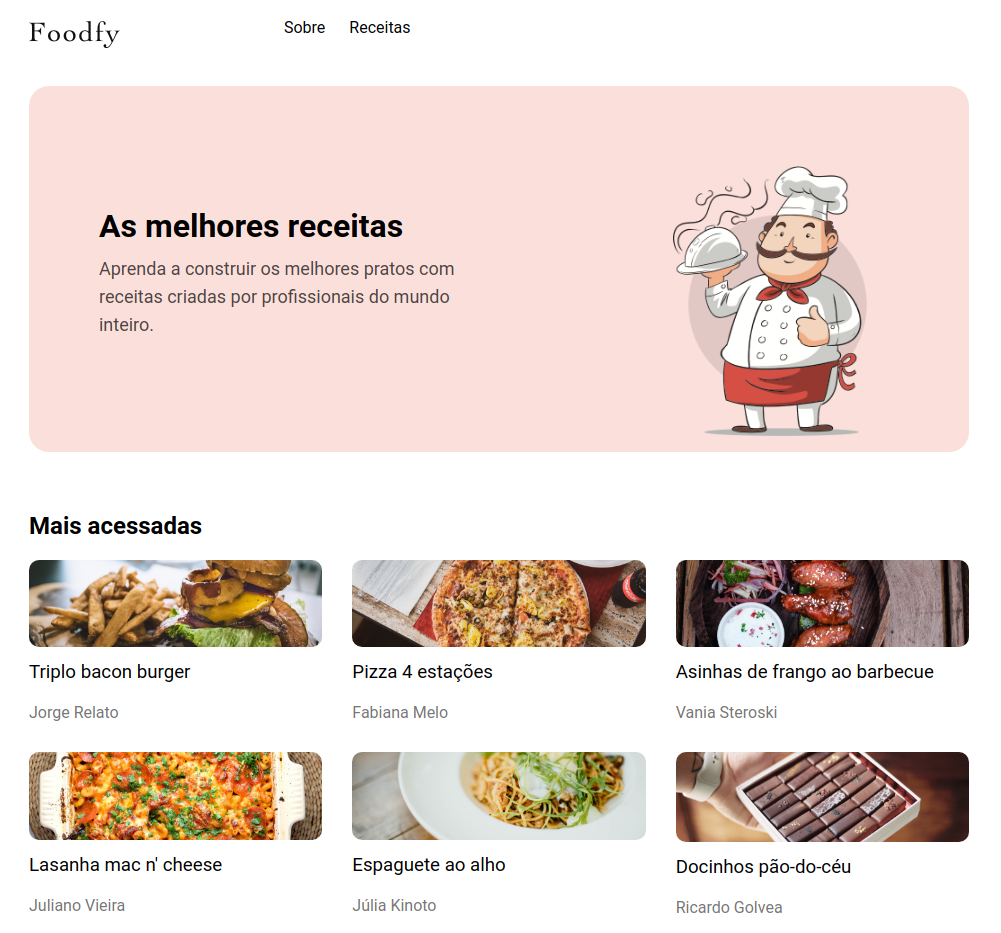 Foodfy
Sobre Receitas
As melhores receitas
Aprenda a construir os melhores pratos com
receitas criadas por profissionais do mundo
inteiro.
Mais acessadas
Triplo bacon burger
Jorge Relato
Pizza 4 estações
Fabiana Melo
Asinhas de frango ao barbecue
Vania Steroski
Lasanha mac n' cheese
Juliano Vieira
Espaguete ao alho
Júlia Kinoto
Docinhos pão-do-céu
Ricardo Golvea